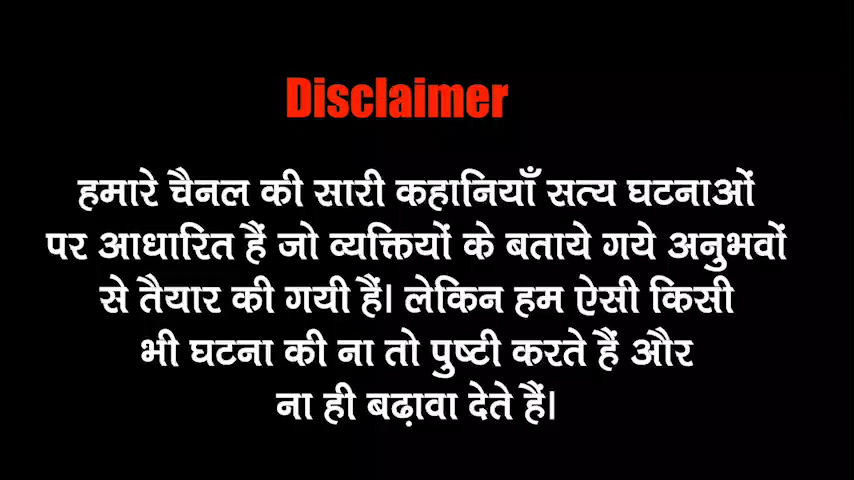 Disclaimer
हमारे चैनल की सारी कहानियाँ सत्य घटनाओं
पर आधारित हैं जो व्यक्तियों के बताये गये अनुभवों
से तैयार की गयी हैं। लेकिन हम ऐसी किसी
भी घटना की ना तो पुष्टी करते हैं और
ना ही बढ़ावा देते हैं।